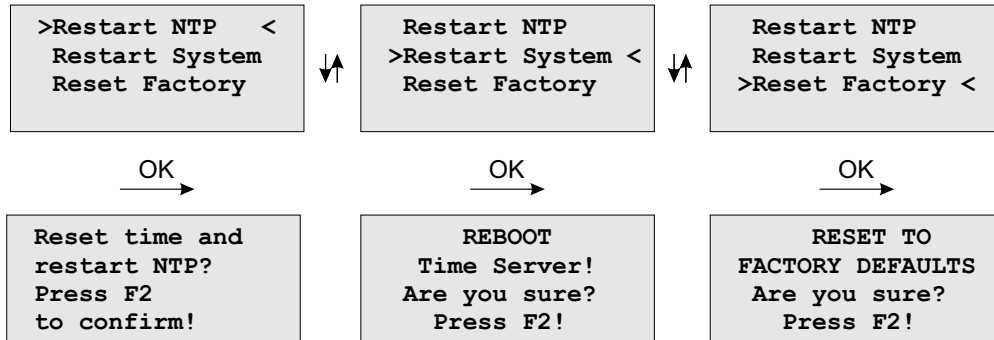 >Restart NTP   <
Restart System
Reset Factory
Restart NTP
>Restart System <
Reset Factory
Restart NTP
Restart System
>Reset Factory <
OK
OK
OK
Reset time and
restart NTP?
Press F2
to confirm!
REBOOT
Time Server!
Are you sure?
Press F2!
RESET TO
FACTORY DEFAULTS
Are you sure?
Press F2!